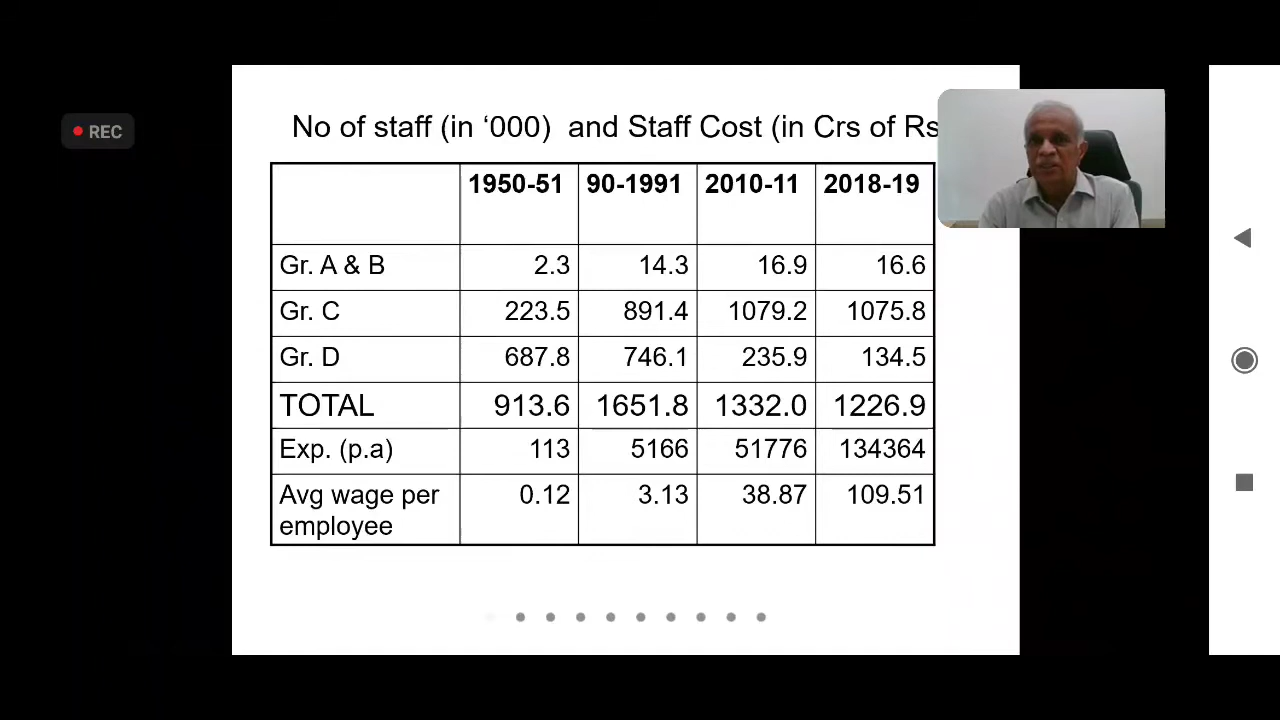 REC
No of staff (in ‘000)  and Staff Cost (in Crs of Rs
1950-51 90-1991 2010-11 2018-19
Gr. A & B 2.3 14.3 16.9 16.6
Gr. C 223.5 891.4 1079.2 1075.8
Gr. D 687.8 746.1 235.9 134.5
TOTAL 913.6 1651.8 1332.0 1226.9
Exp. (p.a) 113 5166 51776 134364
Avg wage per 0.12 3.13 38.87 109.51
employee